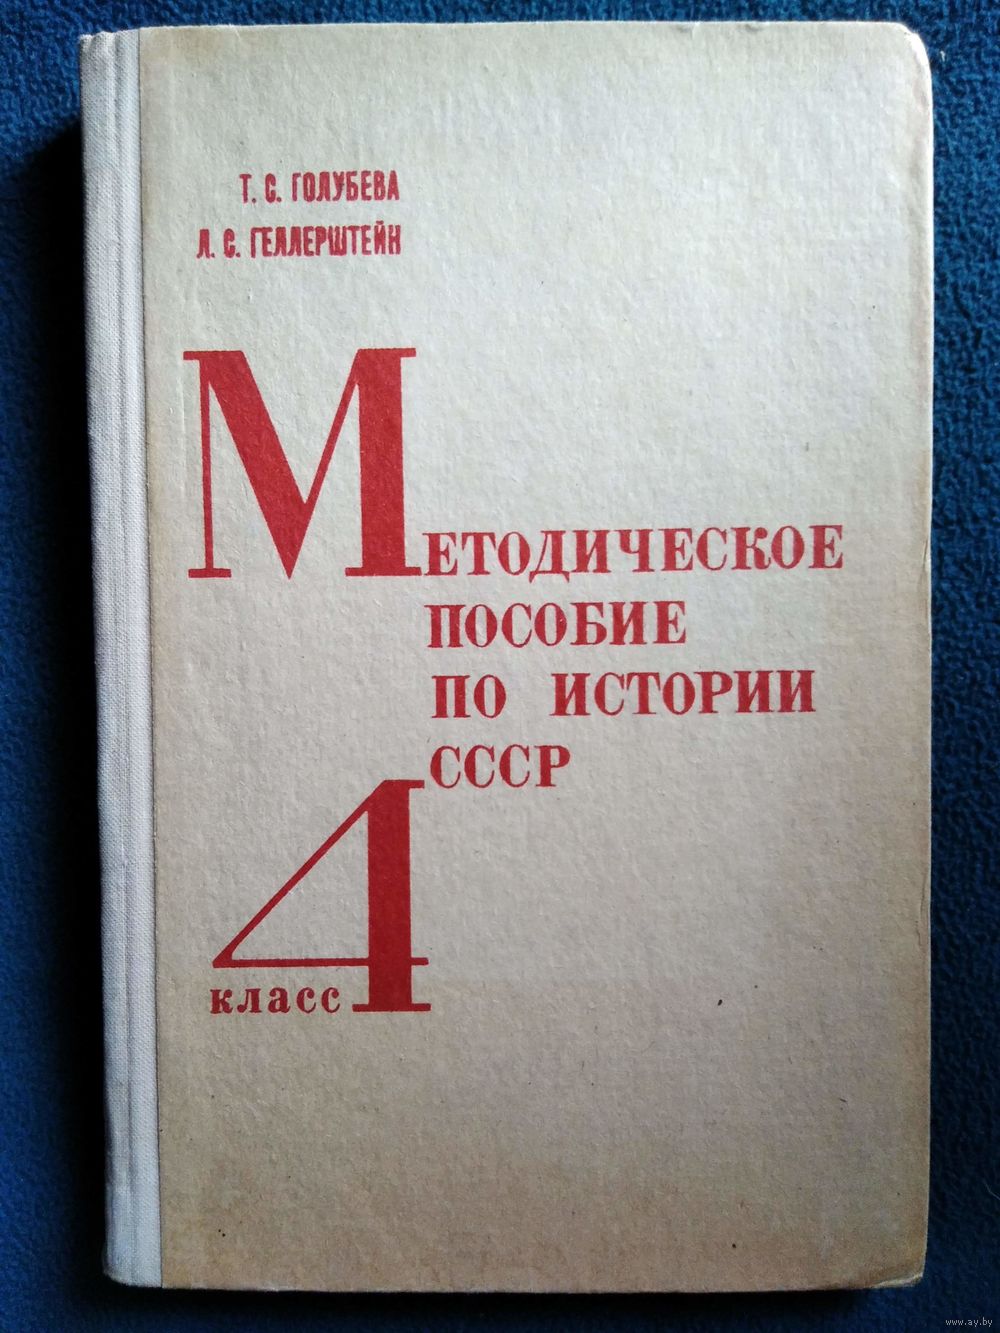 Т. С. ГОЛУБЕВА
Л. С. ГЕЛЛЕРШТЕЙН
МЕТОДИЧЕСКОЕ
ПОСОБИЕ
ПО ИСТОРИИ
СССР
4
класс
www.ay.by